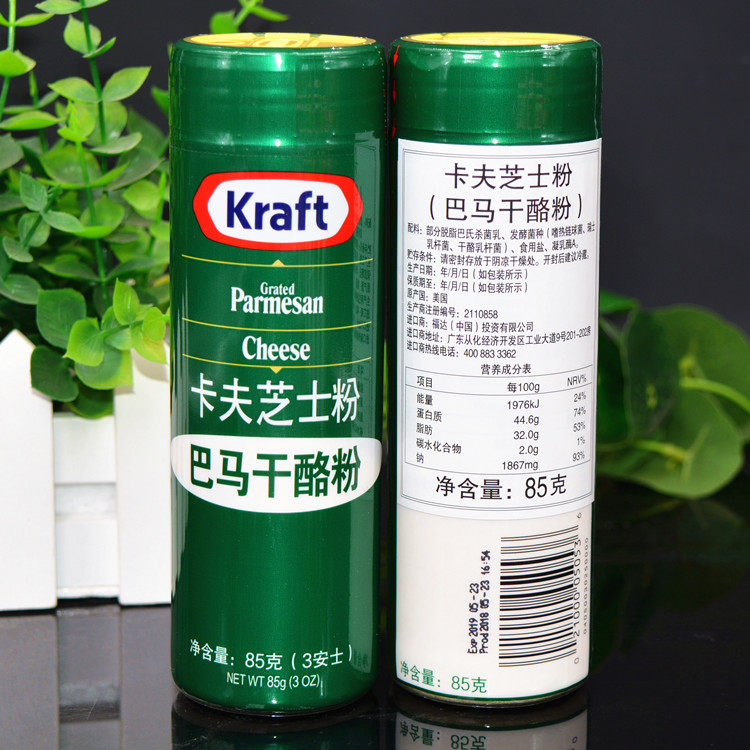 Kraft
Grated
Parmesan
Cheese
卡夫芝士粉
巴马干酪粉
净含量：85克（3安士）
NET WT 85g (3 OZ)
卡夫芝士粉
（巴马干酪粉）
配料：部分脱脂巴氏杀菌乳、发酵菌种（嗜热链球菌、瑞士
乳杆菌、干酪乳杆菌）、食用盐、凝乳酶A。
贮存条件：请密封存放于阴凉干燥处。开封后建议冷藏。
生产日期：年/月/日（如包装所示）
保质期至：年/月/日（如包装所示）
原产国：美国
生产商注册编号：2110858
进口商：福达（中国）投资有限公司
进口商地址：广东从化经济开发区工业大道9号201-202房
进口商热线电话：400 883 3362
营养成分表
项目 每100g NRV%
能量 1976kJ 24%
蛋白质 44.6g 74%
脂肪 32.0g 53%
碳水化合物 2.0g 1%
钠 1867mg 93%
净含量：85克
Exp 2019 05-23
Prod 2018 05-23 16:54
0 21000 05053 6
净含量：85克